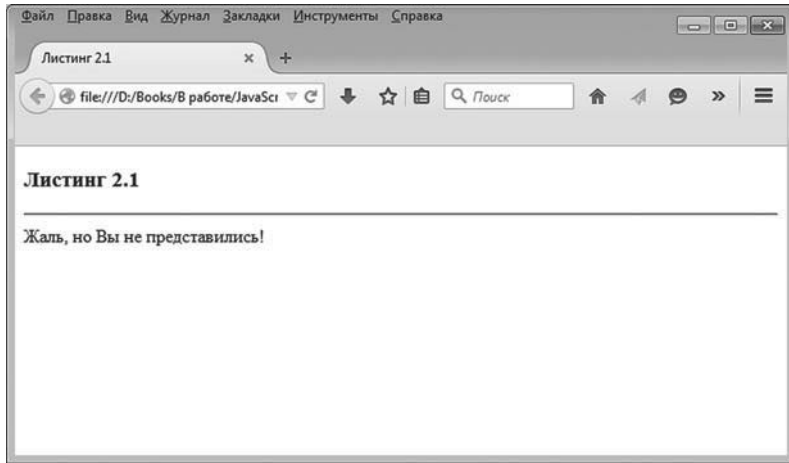 Файл Правка Вид Журнал Закладки Инструменты Справка
Листинг 2.1
file:///D:/Books/В работе/JavaScr
Поиск
Листинг 2.1
Жаль, но Вы не представились!